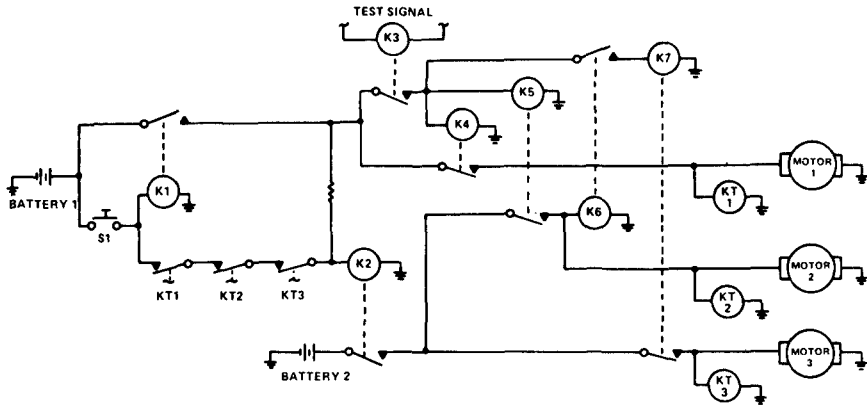 TEST SIGNAL
K3
K7
K5
K4
MOTOR
1
BATTERY 1
K1
KT
1
S1
K6
K2
KT1
KT2
KT3
MOTOR
2
KT
2
BATTERY 2
MOTOR
3
KT
3